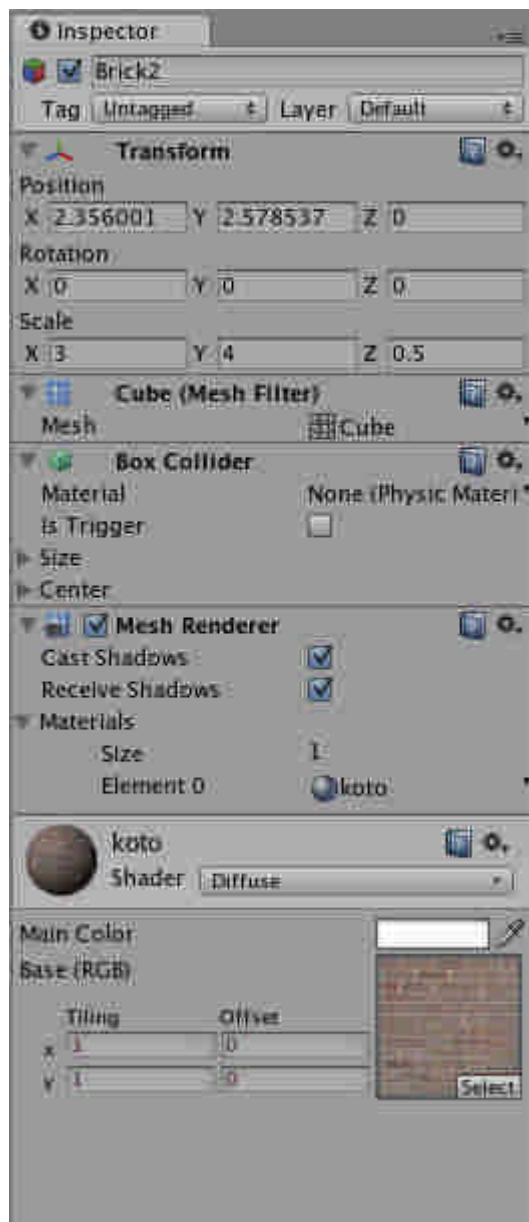 Inspector
Brick2
Tag Untagged Layer Default
Transform
Position
X 2.356001 Y 2.578537 Z 0
Rotation
X 0 Y 0 Z 0
Scale
X 3 Y 4 Z 0.5
Cube (Mesh Filter)
Mesh Cube
Box Collider
Material None (Physic Materi
Is Trigger
Size
Center
Mesh Renderer
Cast Shadows
Receive Shadows
Materials
Size 1
Element 0 koto
koto
Shader Diffuse
Main Color
Base (RGB)
Tiling Offset
x 1 0
y 1 0
Select